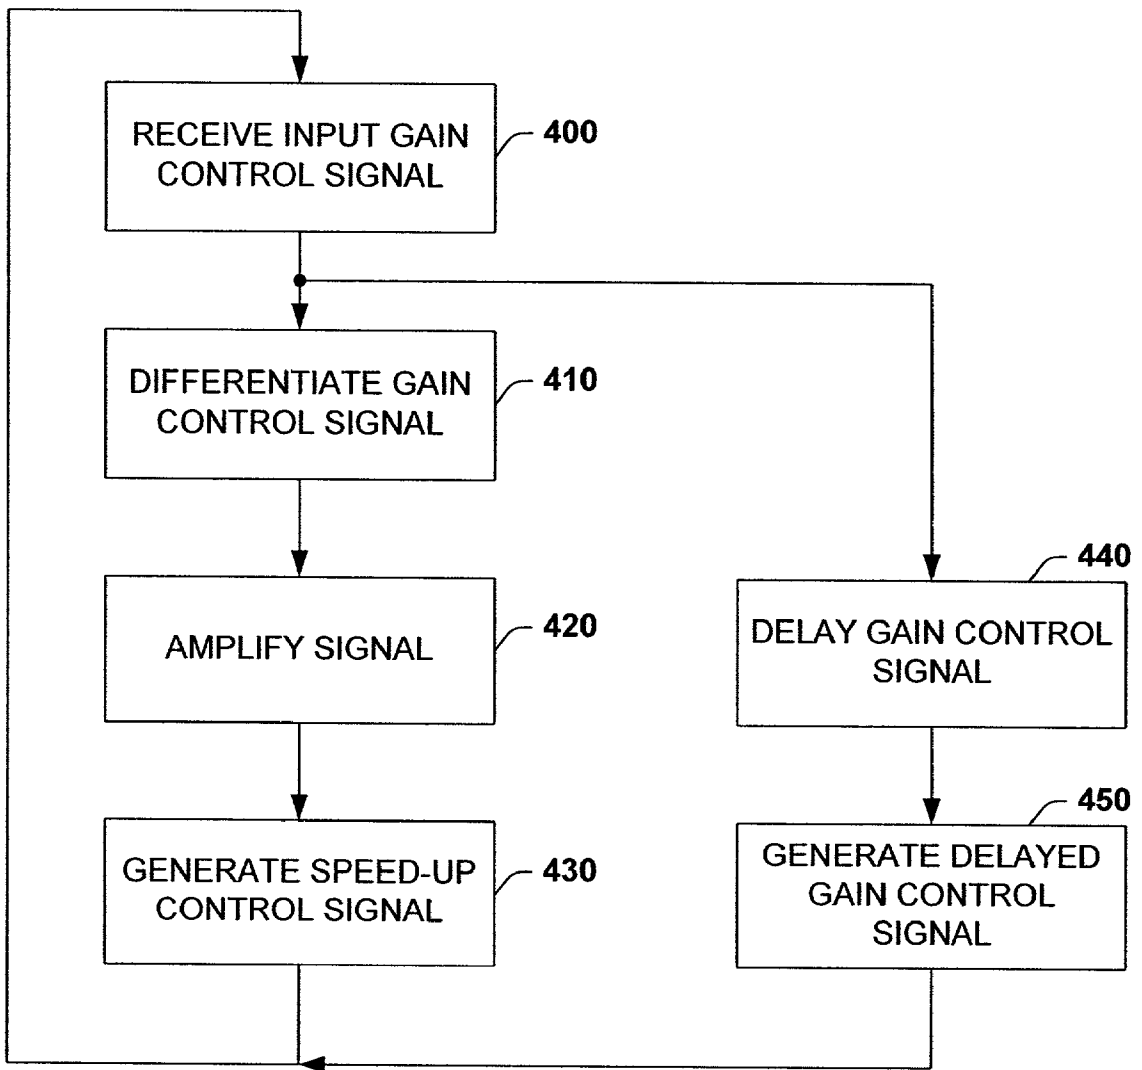 RECEIVE INPUT GAIN
CONTROL SIGNAL
400
DIFFERENTIATE GAIN
CONTROL SIGNAL
410
AMPLIFY SIGNAL
420
GENERATE SPEED-UP
CONTROL SIGNAL
430
440
DELAY GAIN CONTROL
SIGNAL
450
GENERATE DELAYED
GAIN CONTROL
SIGNAL